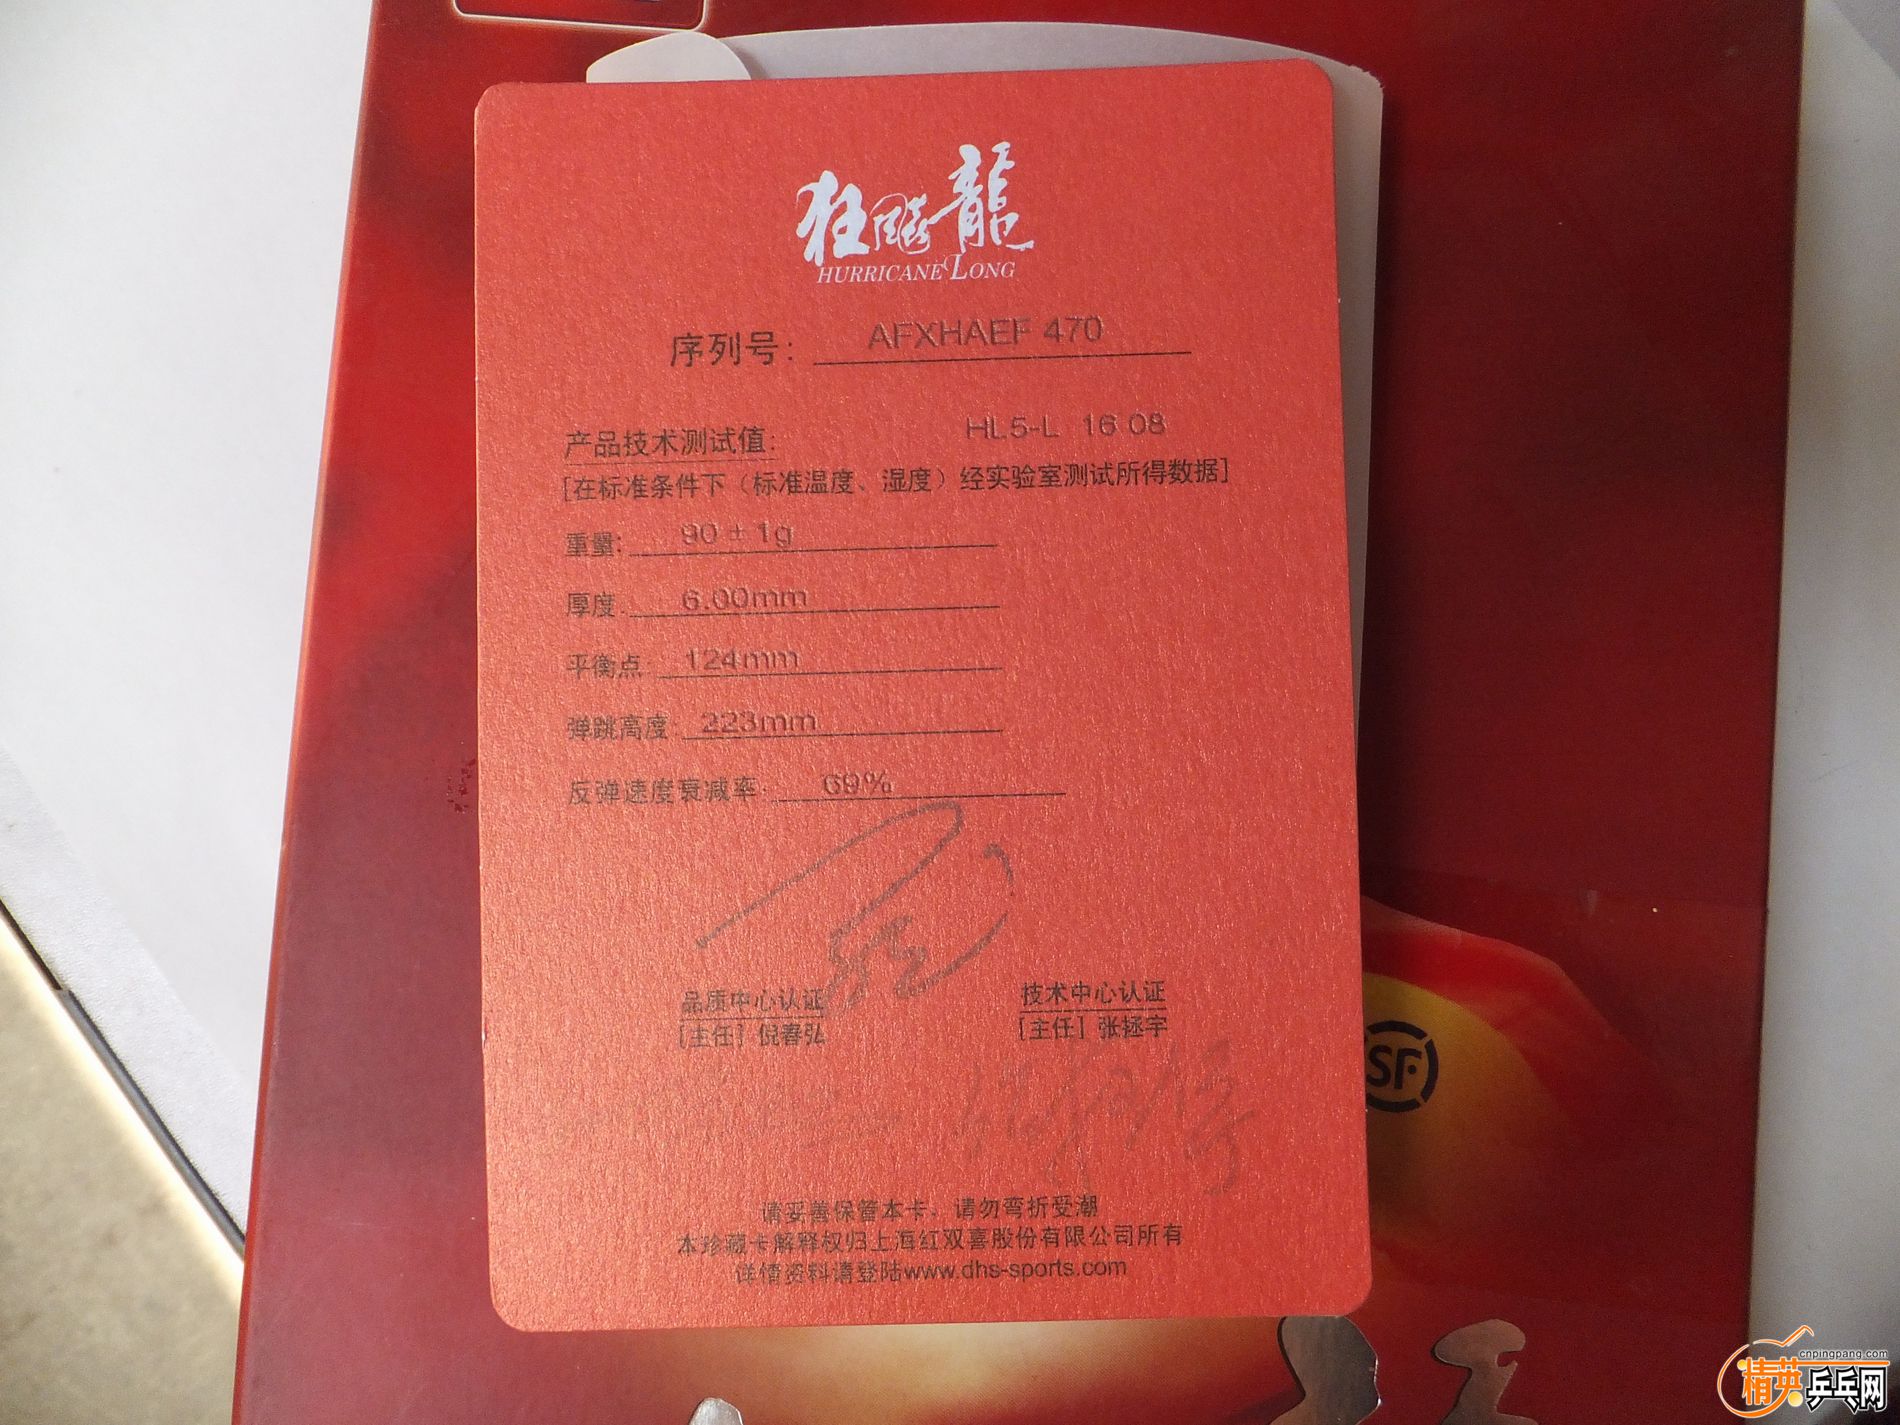 狂飚龍
HURRICANE LONG
序列号: AFXHAEF 470
产品技术测试值: HL5-L 16 08
[在标准条件下（标准温度、湿度）经实验室测试所得数据]
重量: 90 ± 1g
厚度: 6.00mm
平衡点: 124mm
弹跳高度: 223mm
反弹速度衰减率: 69%
品质中心认证 技术中心认证
[主任] 倪春弘 [主任] 张拯宇
请妥善保管本卡，请勿弯折受潮
本珍藏卡解释权归上海红双喜股份有限公司所有
详情资料请登陆www.dhs-sports.com
SF
cnpingpang.com
精英乒乓网